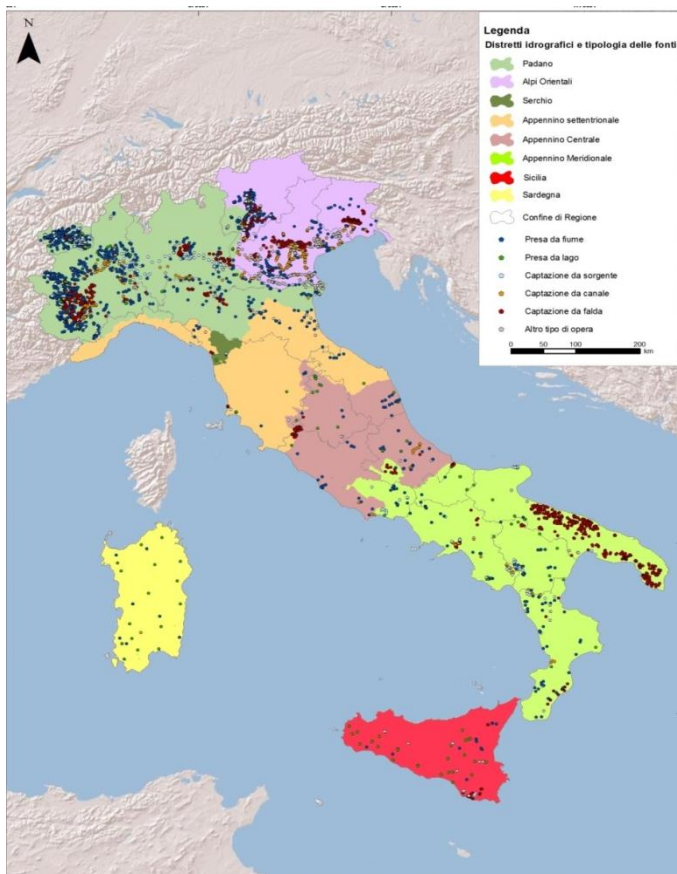 N
Legenda
Distretti idrografici e tipologia delle fonti
Padano
Alpi Orientali
Serchio
Appennino settentrionale
Appennino Centrale
Appennino Meridionale
Sicilia
Sardegna
Confine di Regione
Presa da fiume
Presa da lago
Captazione da sorgente
Captazione da canale
Captazione da falda
Altro tipo di opera
0 50 100 200
km